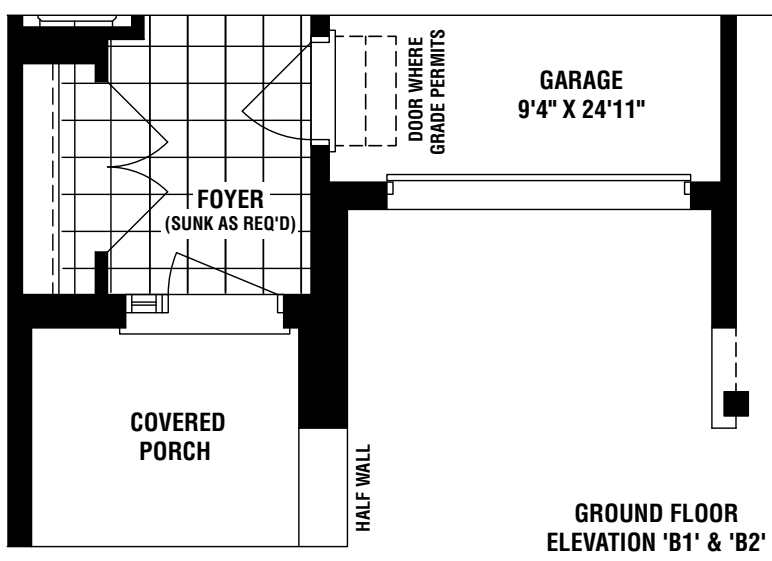 DOOR WHERE
GRADE PERMITS
GARAGE
9'4" X 24'11"
FOYER
(SUNK AS REQ'D)
COVERED
PORCH
HALF WALL
GROUND FLOOR
ELEVATION 'B1' & 'B2'